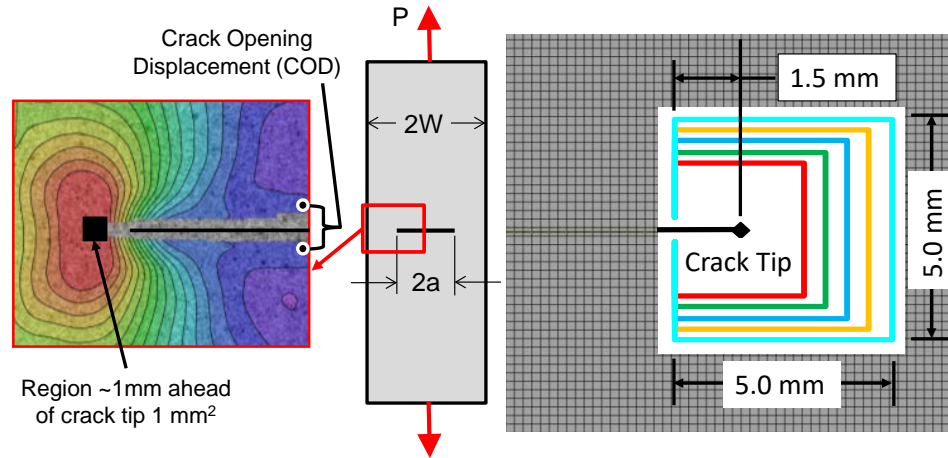 Crack Opening
Displacement (COD)
P
2W
2a
Region ~1mm ahead
of crack tip 1 mm²
1.5 mm
Crack Tip
5.0 mm
5.0 mm